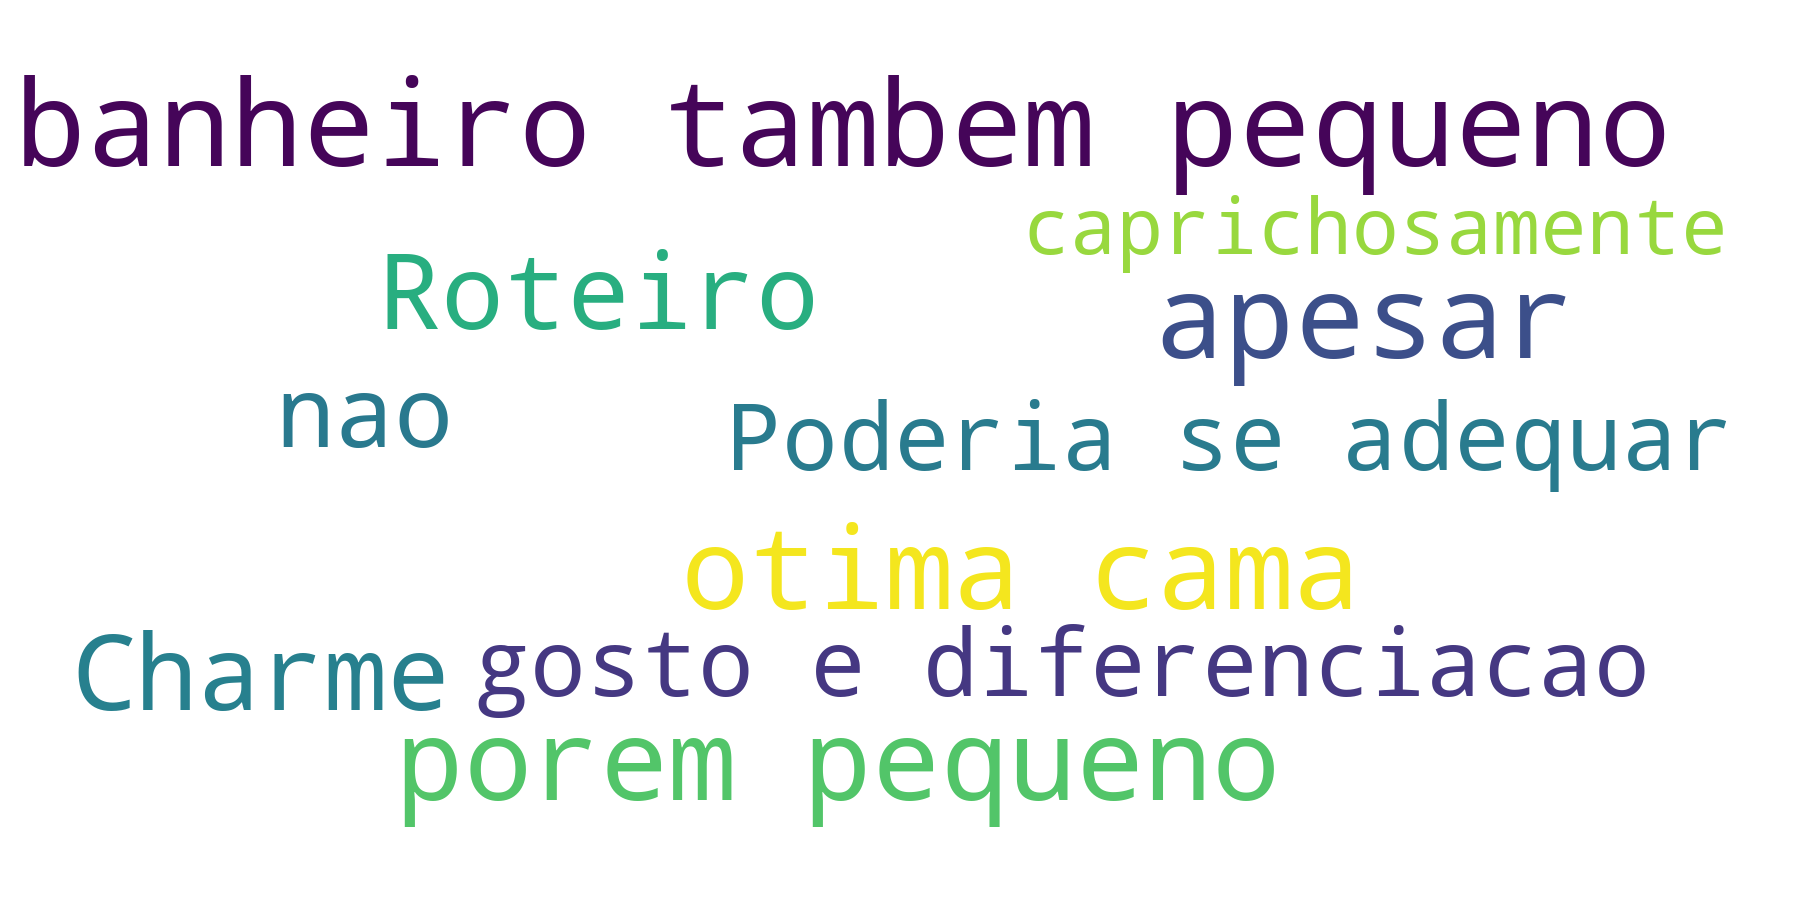 banheiro tambem pequeno
caprichosamente
Roteiro
apesar
nao
Poderia se adequar
otima cama
Charme
gosto e diferenciacao
porem pequeno